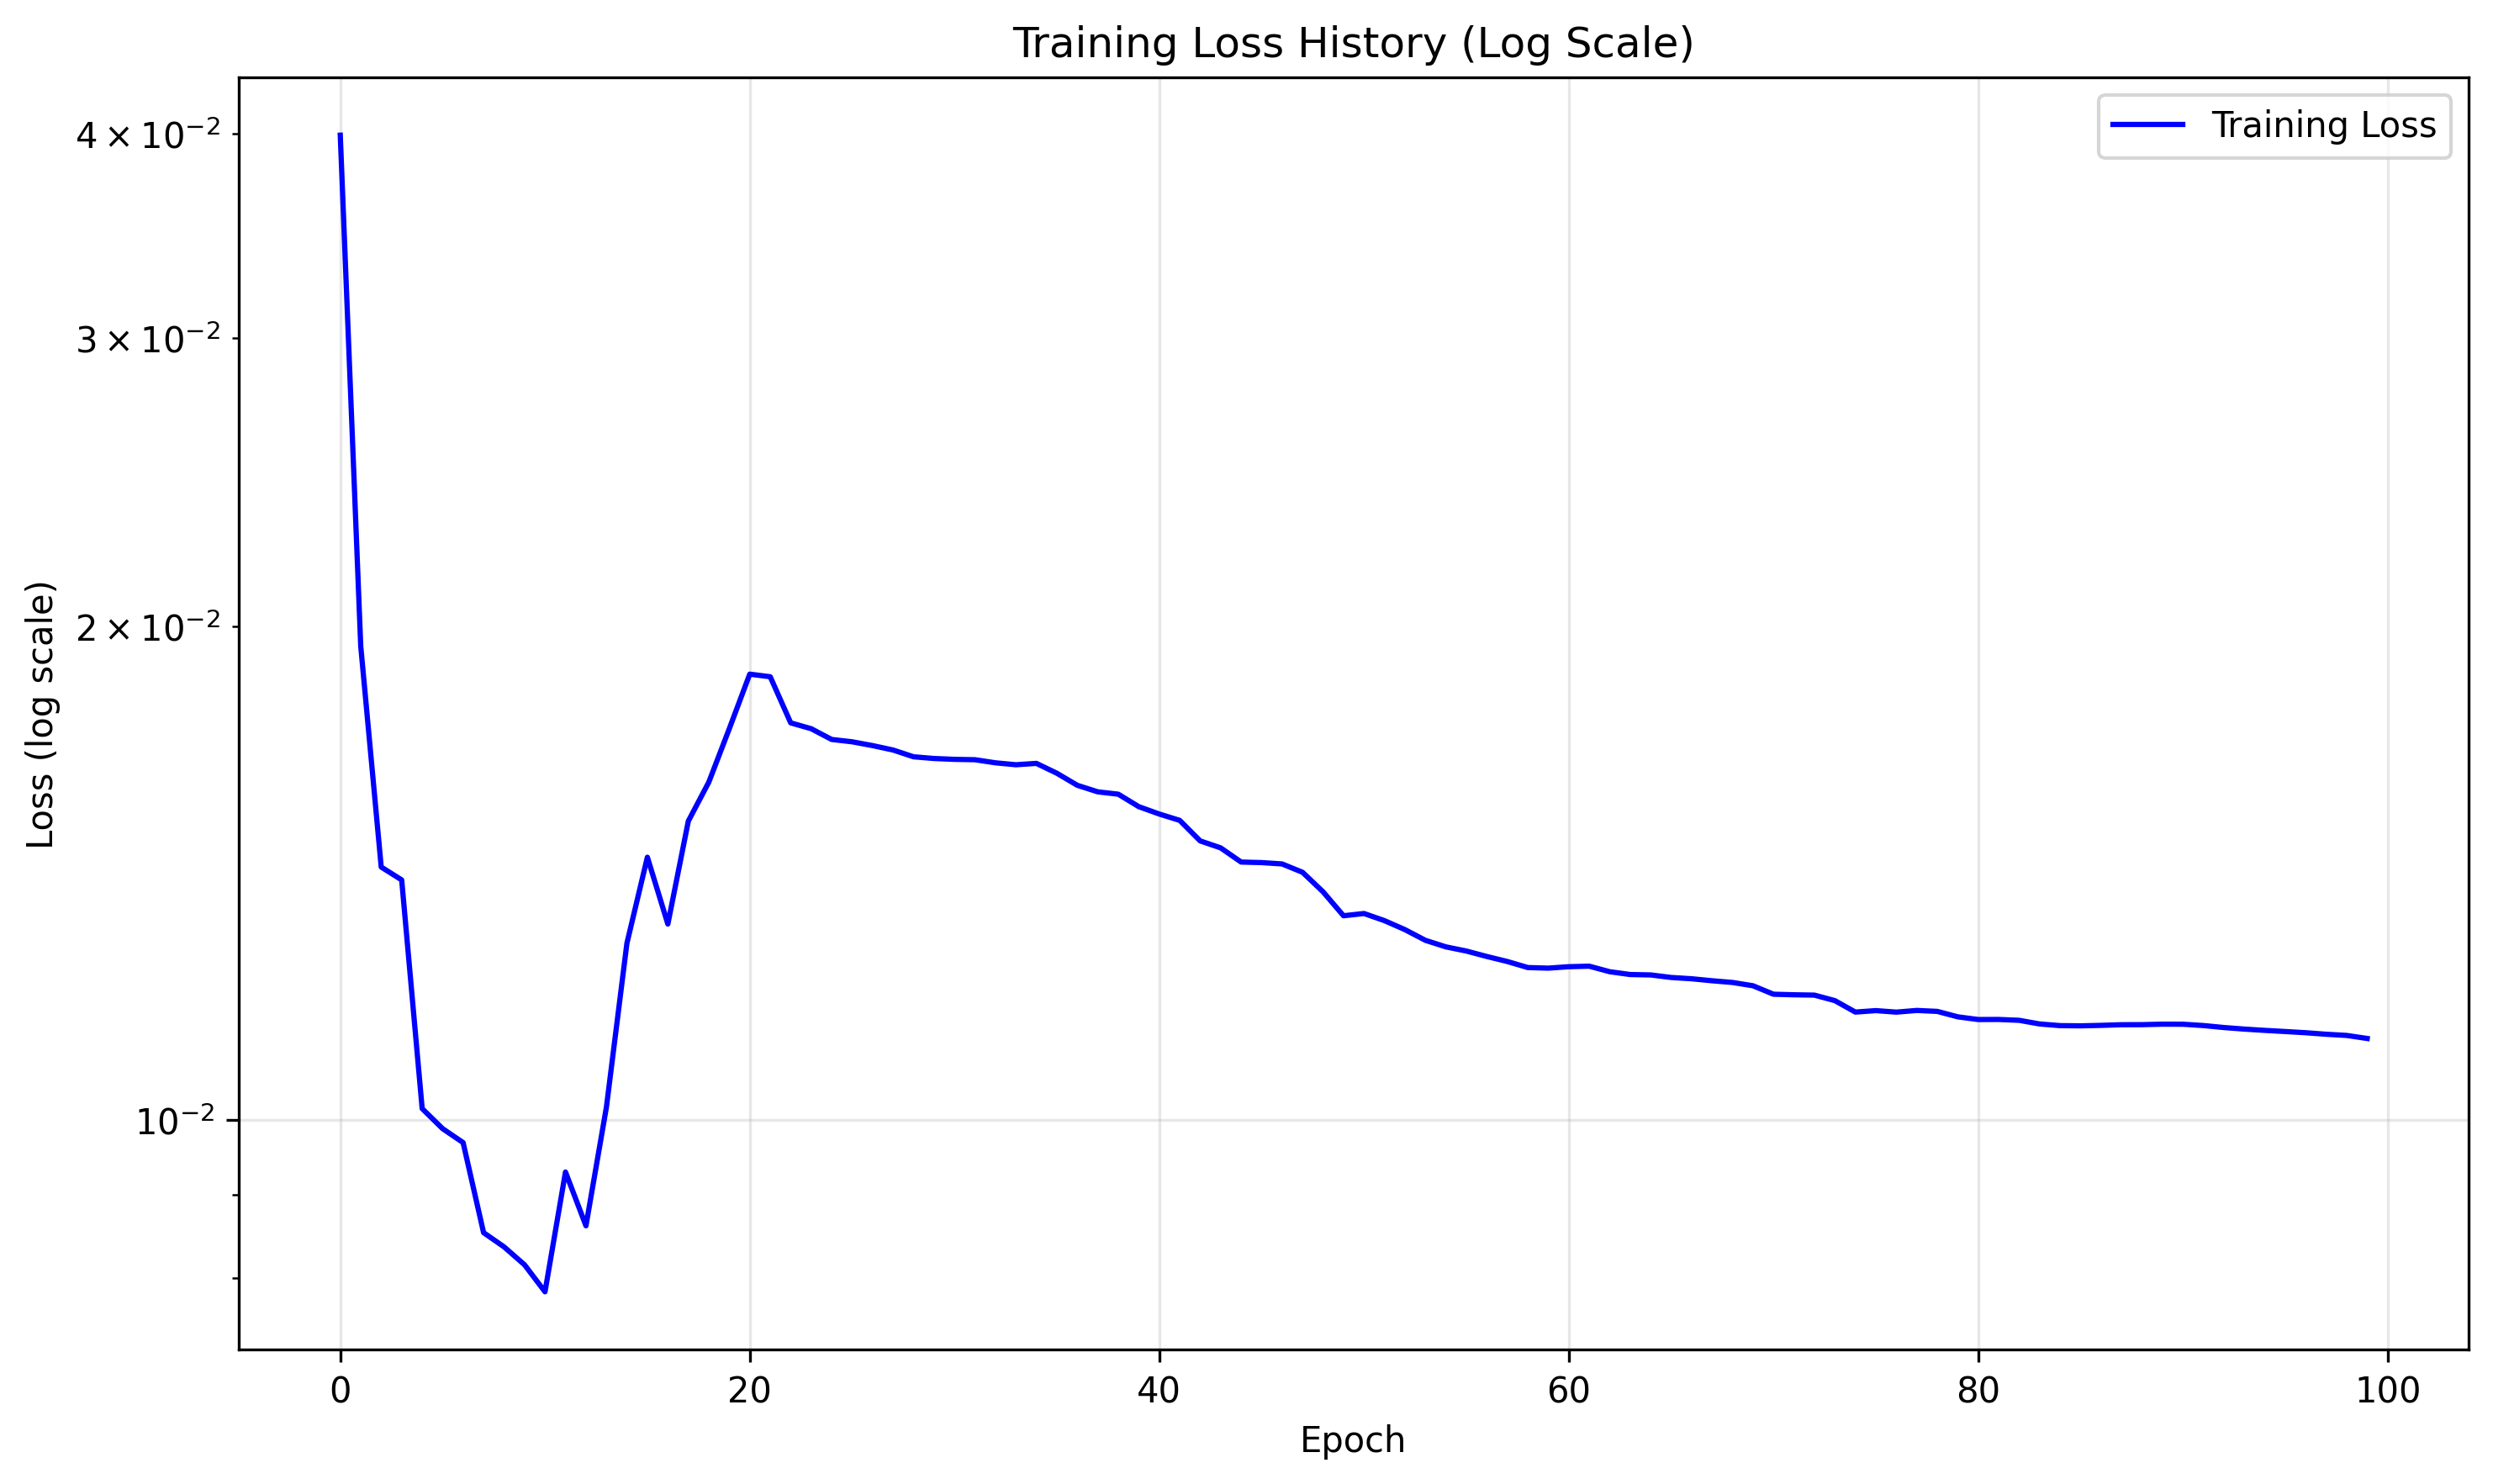 Training Loss History (Log Scale)
Training Loss
4 × 10⁻²
3 × 10⁻²
2 × 10⁻²
10⁻²
Loss (log scale)
0 20 40 60 80 100
Epoch